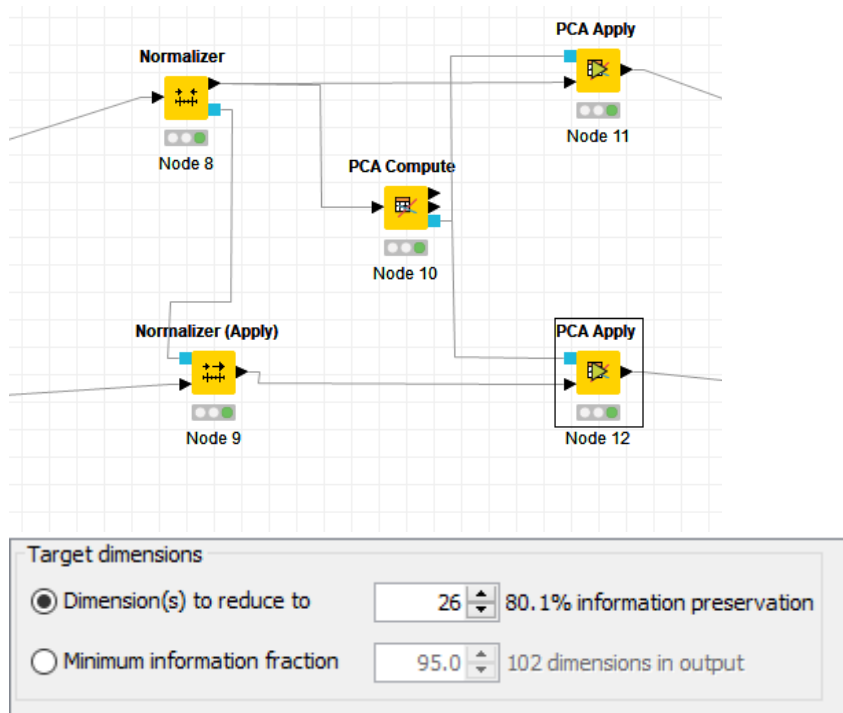 PCA Apply
Normalizer
Node 11
Node 8
PCA Compute
Node 10
Normalizer (Apply)
PCA Apply
Node 9
Node 12
Target dimensions
Dimension(s) to reduce to 26 80.1% information preservation
Minimum information fraction 95.0 102 dimensions in output